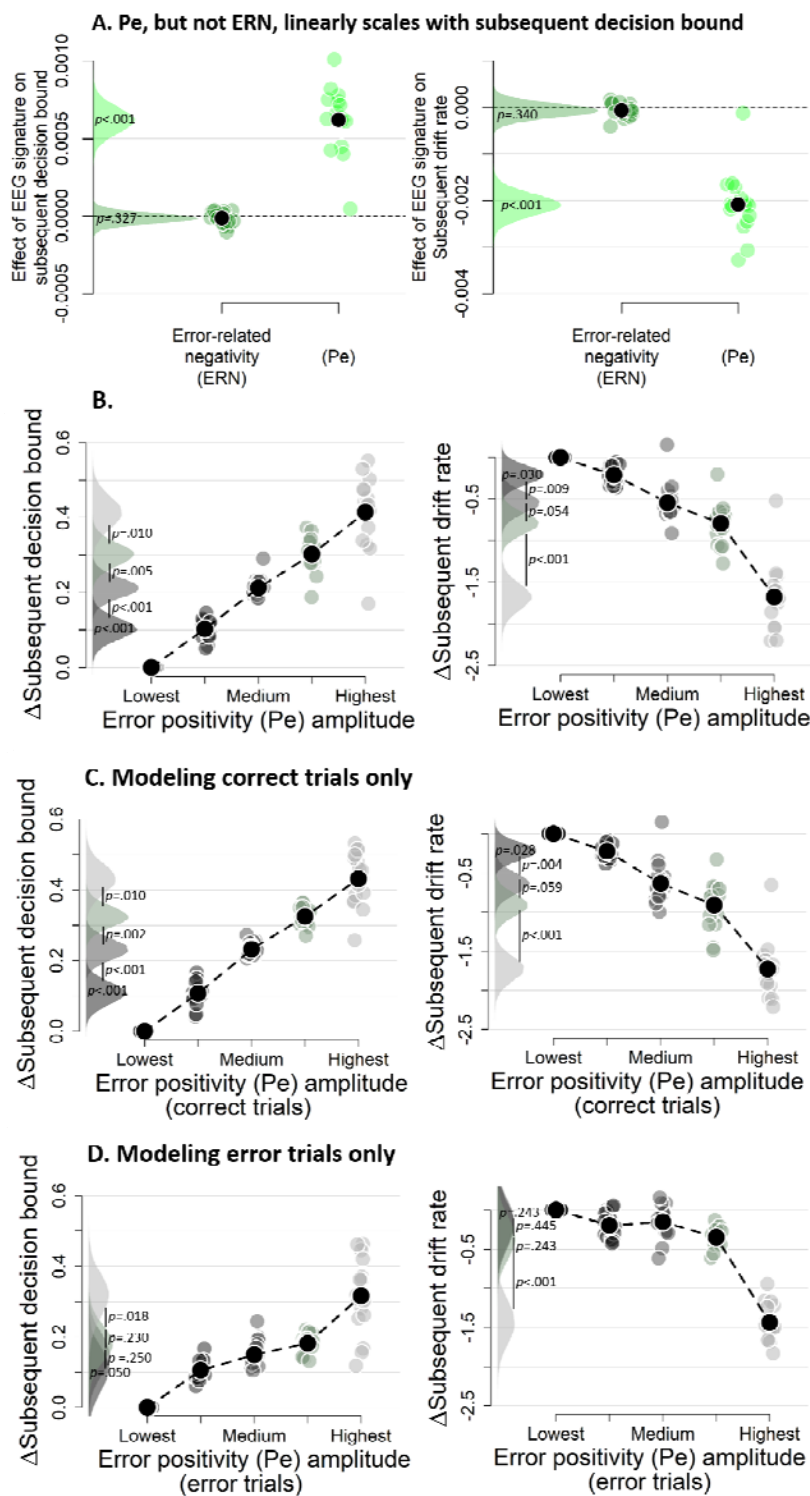 A. Pe, but not ERN, linearly scales with subsequent decision bound
Effect of EEG signature on
subsequent decision bound
0.0010
0.0005
0.0000
-0.0005
p<.001
p=.327
Error-related
negativity
(ERN)
(Pe)
Effect of EEG signature on
Subsequent drift rate
0.000
-0.002
-0.004
p=.340
p<.001
Error-related
negativity
(ERN)
(Pe)
B.
ΔSubsequent decision bound
0.6
0.4
0.2
0.0
p=.010
p=.005
p<.001
p<.001
Lowest
Medium
Highest
Error positivity (Pe) amplitude
ΔSubsequent drift rate
-0.5
-1.5
-2.5
p=.030
p=.009
p=.054
p<.001
Lowest
Medium
Highest
Error positivity (Pe) amplitude
C. Modeling correct trials only
ΔSubsequent decision bound
0.6
0.4
0.2
0.0
p=.010
p=.002
p<.001
p<.001
Lowest
Medium
Highest
Error positivity (Pe) amplitude
(correct trials)
ΔSubsequent drift rate
-0.5
-1.5
-2.5
p=.028
p=.004
p=.059
p<.001
Lowest
Medium
Highest
Error positivity (Pe) amplitude
(correct trials)
D. Modeling error trials only
ΔSubsequent decision bound
0.6
0.4
0.2
0.0
p=.018
p=.230
p=.250
p=.050
Lowest
Medium
Highest
Error positivity (Pe) amplitude
(error trials)
ΔSubsequent drift rate
-0.5
-1.5
-2.5
p=.243
p=.445
p=.243
p<.001
Lowest
Medium
Highest
Error positivity (Pe) amplitude
(error trials)